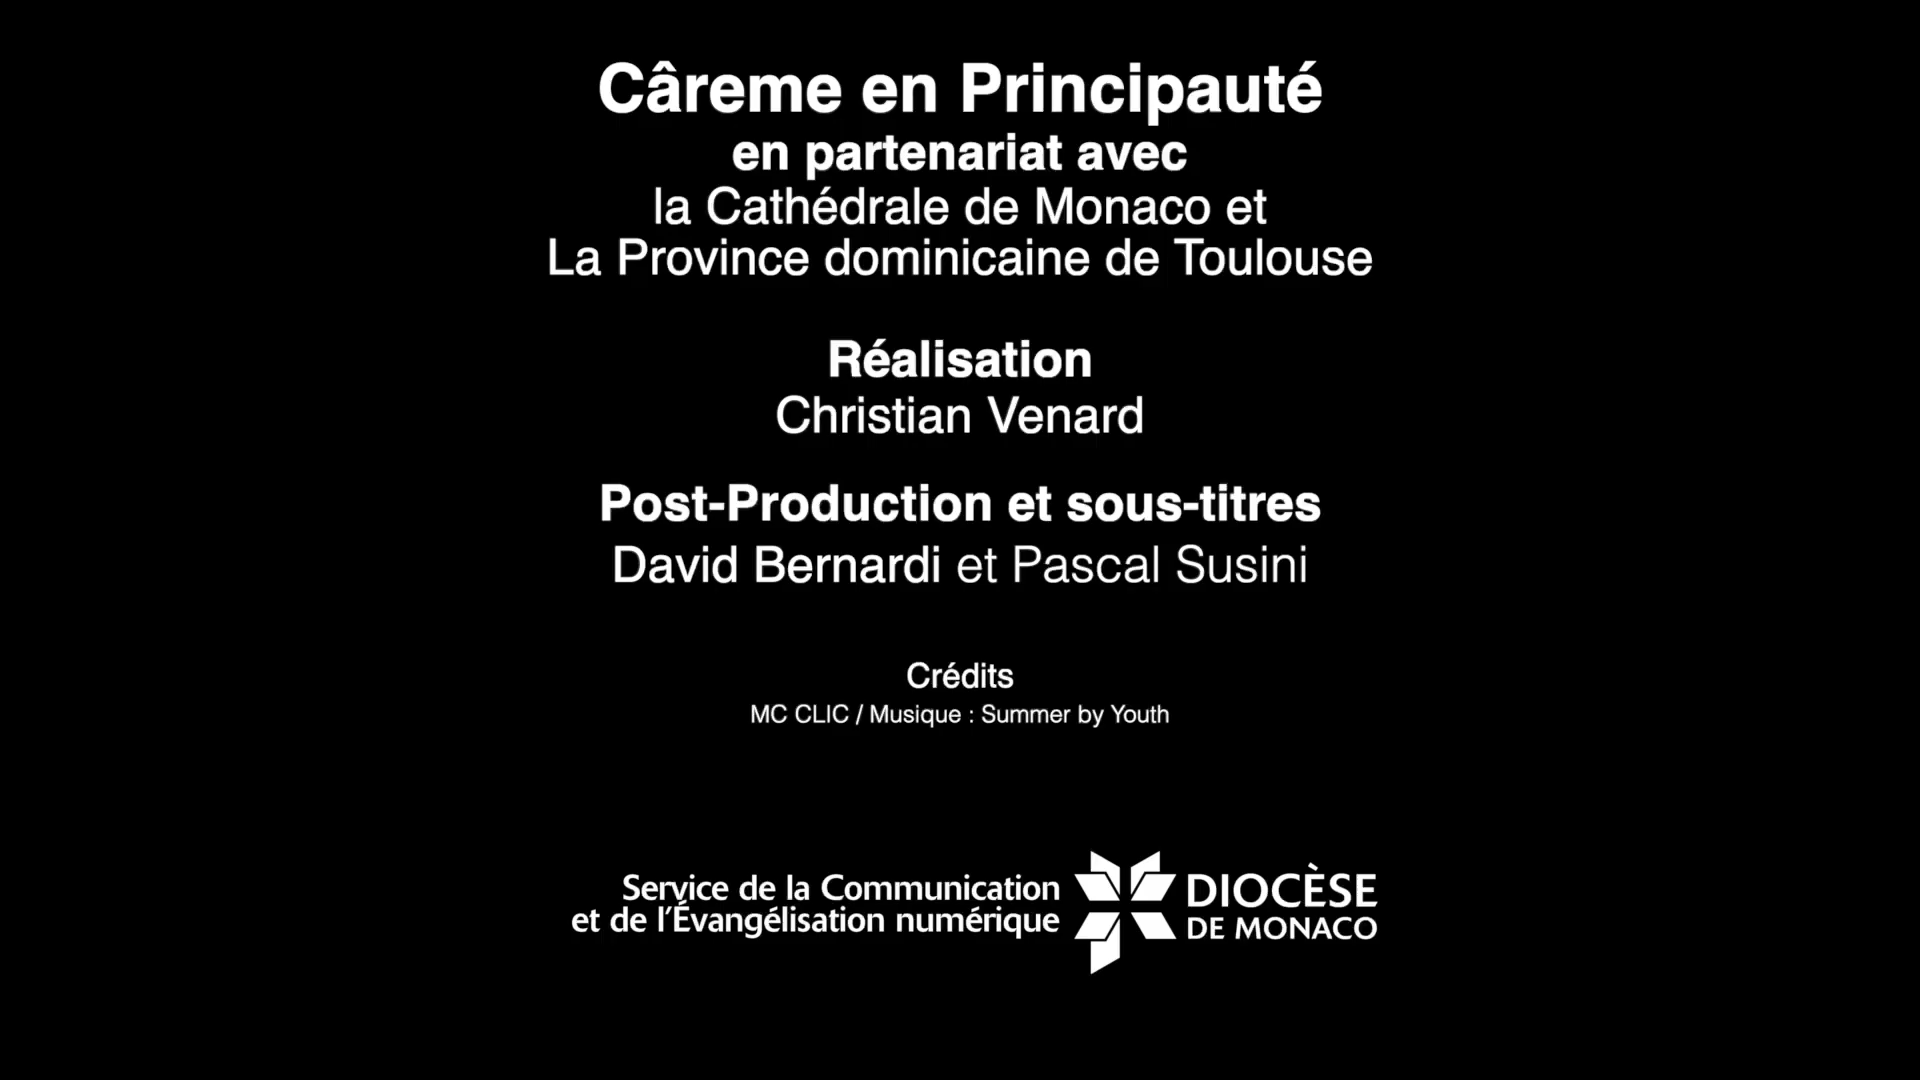 Câreme en Principauté
en partenariat avec
la Cathédrale de Monaco et
La Province dominicaine de Toulouse
Réalisation
Christian Venard
Post-Production et sous-titres
David Bernardi et Pascal Susini
Crédits
MC CLIC / Musique : Summer by Youth
Service de la Communication
et de l'Évangélisation numérique
DIOCÈSE
DE MONACO